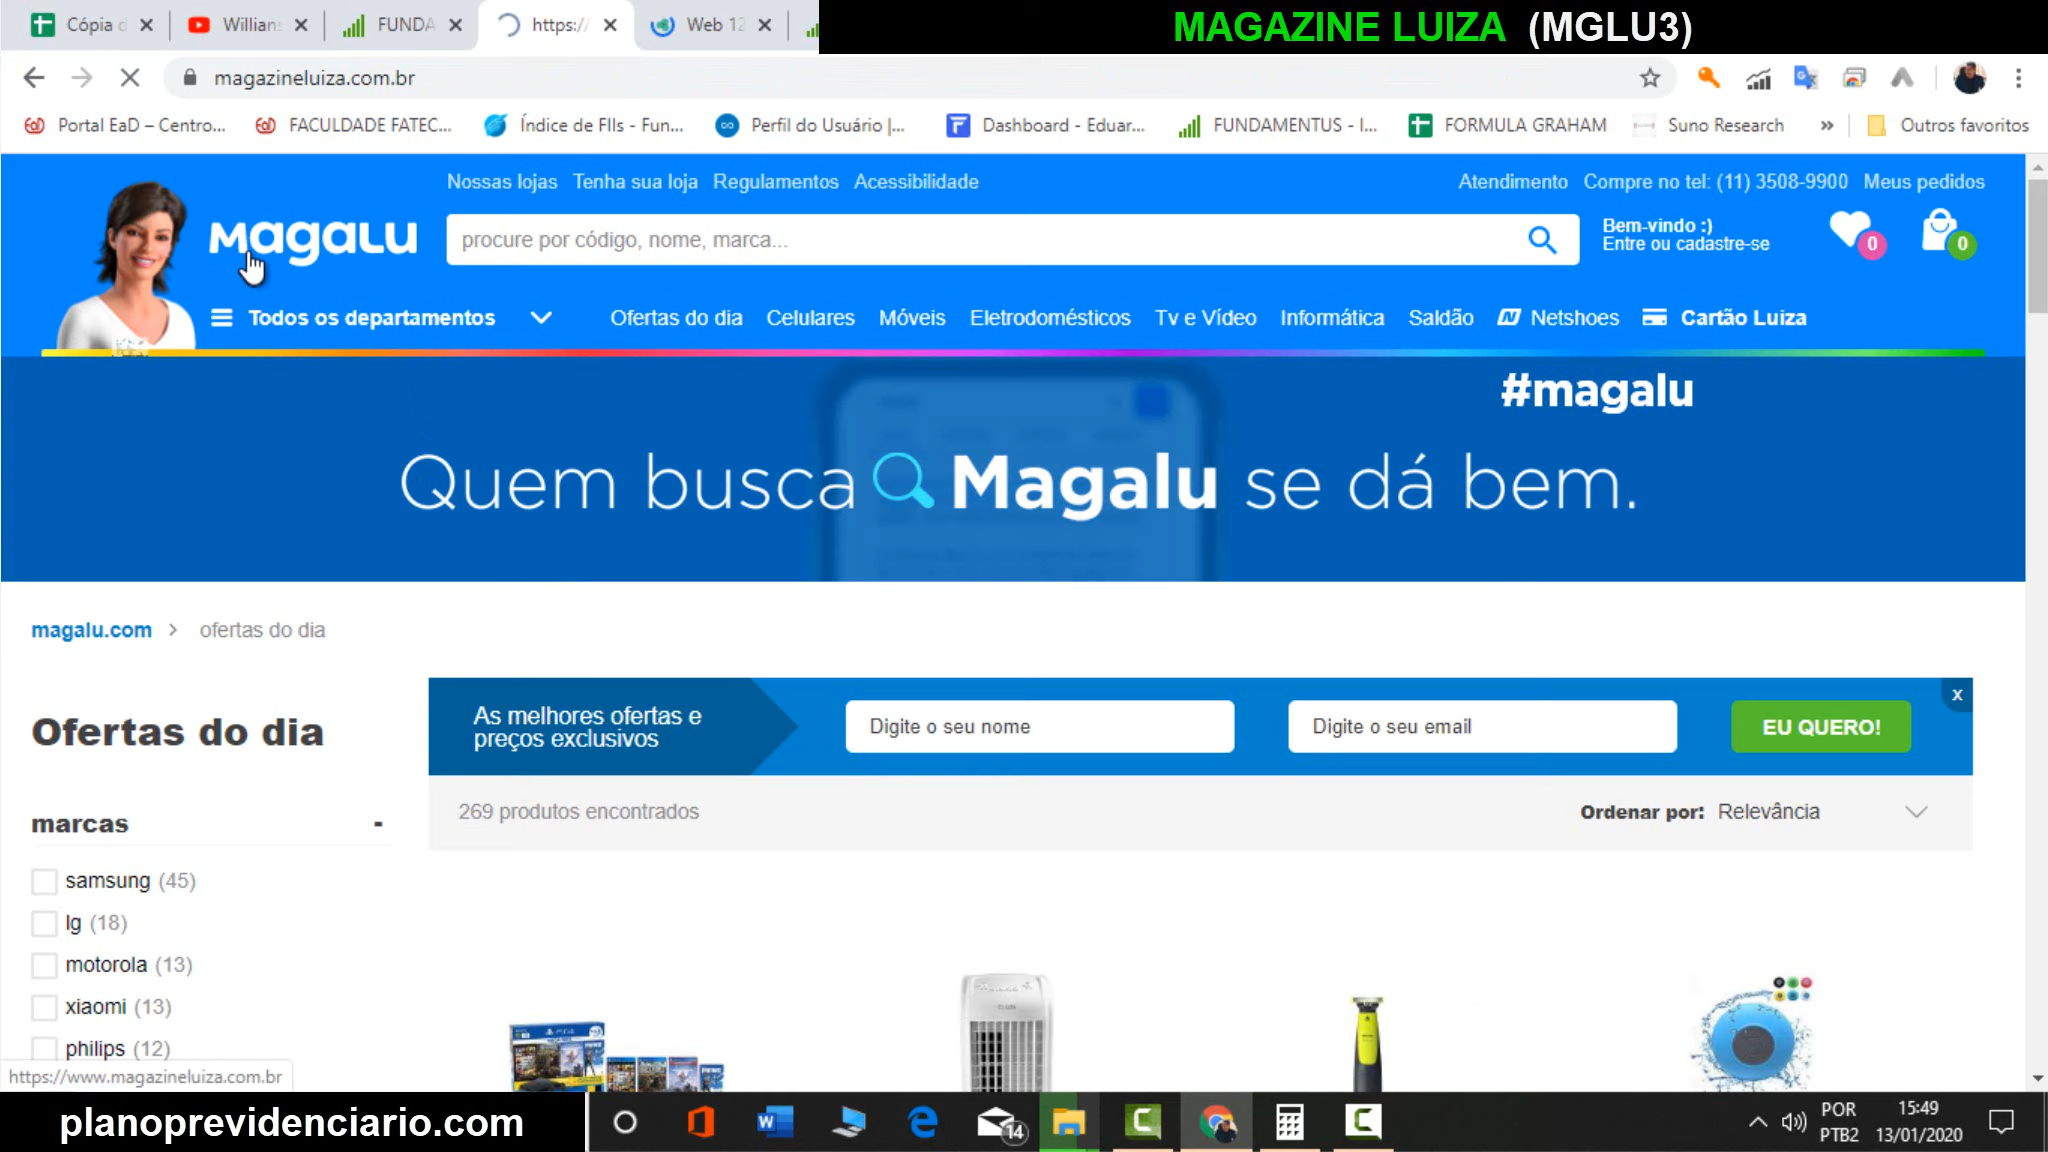 Cópia d
Willians
FUNDA
https://
Web 12
MAGAZINE LUIZA (MGLU3)
magazineluiza.com.br
Portal EaD – Centro...
FACULDADE FATEC...
Índice de FIIs - Fun...
Perfil do Usuário |...
Dashboard - Eduar...
FUNDAMENTUS - I...
FORMULA GRAHAM
Suno Research
»
Outros favoritos
Nossas lojas Tenha sua loja Regulamentos Acessibilidade
Atendimento Compre no tel: (11) 3508-9900 Meus pedidos
Magalu
procure por código, nome, marca...
Bem-vindo :)
Entre ou cadastre-se
0
0
Todos os departamentos
Ofertas do dia Celulares Móveis Eletrodomésticos Tv e Vídeo Informática Saldão Netshoes Cartão Luiza
#magalu
Quem busca Magalu se dá bem.
magalu.com > ofertas do dia
Ofertas do dia
As melhores ofertas e
preços exclusivos
Digite o seu nome
Digite o seu email
EU QUERO!
x
269 produtos encontrados
Ordenar por: Relevância
marcas -
samsung (45)
lg (18)
motorola (13)
xiaomi (13)
philips (12)
https://www.magazineluiza.com.br
planoprevidenciario.com
14
POR
PTB2
15:49
13/01/2020